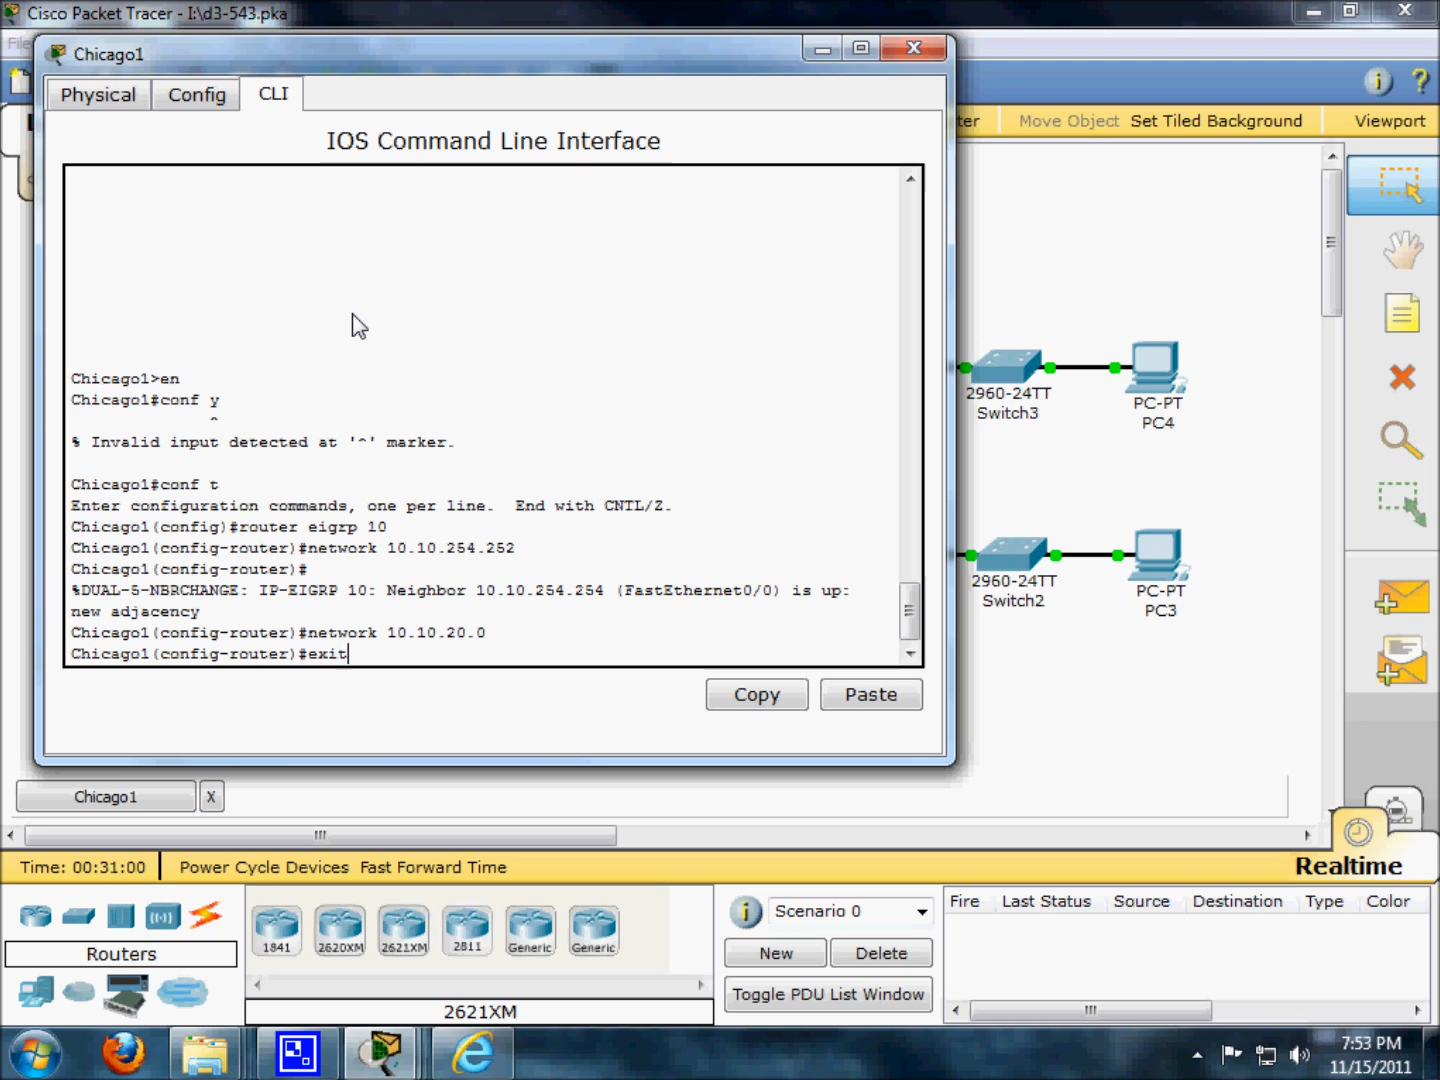 Cisco Packet Tracer - I:\d3-543.pka
Chicago1
Physical
Config
CLI
IOS Command Line Interface
Move Object
Set Tiled Background
Viewport
Chicago1>en
Chicago1#conf y
^
% Invalid input detected at '^' marker.
Chicago1#conf t
Enter configuration commands, one per line.  End with CNTL/Z.
Chicago1(config)#router eigrp 10
Chicago1(config-router)#network 10.10.254.252
Chicago1(config-router)#
%DUAL-5-NBRCHANGE: IP-EIGRP 10: Neighbor 10.10.254.254 (FastEthernet0/0) is up:
new adjacency
Chicago1(config-router)#network 10.10.20.0
Chicago1(config-router)#exit
Copy
Paste
2960-24TT
Switch3
PC-PT
PC4
2960-24TT
Switch2
PC-PT
PC3
Chicago1
X
Time: 00:31:00
Power Cycle Devices
Fast Forward Time
Realtime
Routers
1841
2620XM
2621XM
2811
Generic
Generic
2621XM
Scenario 0
New
Delete
Toggle PDU List Window
Fire
Last Status
Source
Destination
Type
Color
7:53 PM
11/15/2011